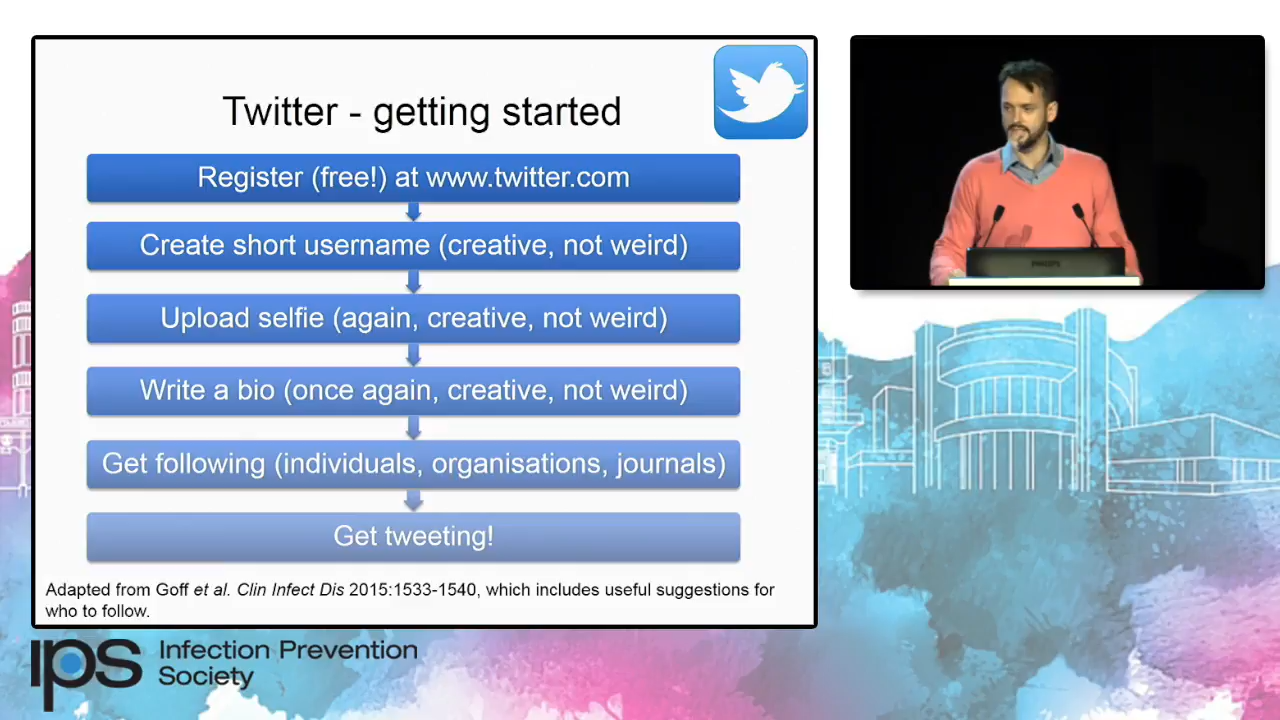 Twitter - getting started
Register (free!) at www.twitter.com
Create short username (creative, not weird)
Upload selfie (again, creative, not weird)
Write a bio (once again, creative, not weird)
Get following (individuals, organisations, journals)
Get tweeting!
Adapted from Goff et al. Clin Infect Dis 2015:1533-1540, which includes useful suggestions for
who to follow.
PHILIPS
IPS
Infection Prevention
Society